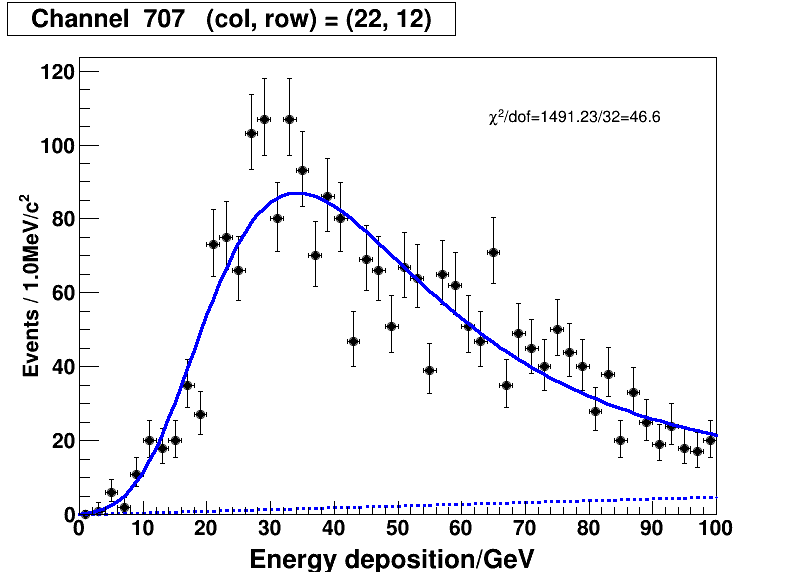 Channel 707 (col, row) = (22, 12)
χ²/dof=1491.23/32=46.6
Events / 1.0MeV/c²
120
100
80
60
40
20
0
0 10 20 30 40 50 60 70 80 90 100
Energy deposition/GeV